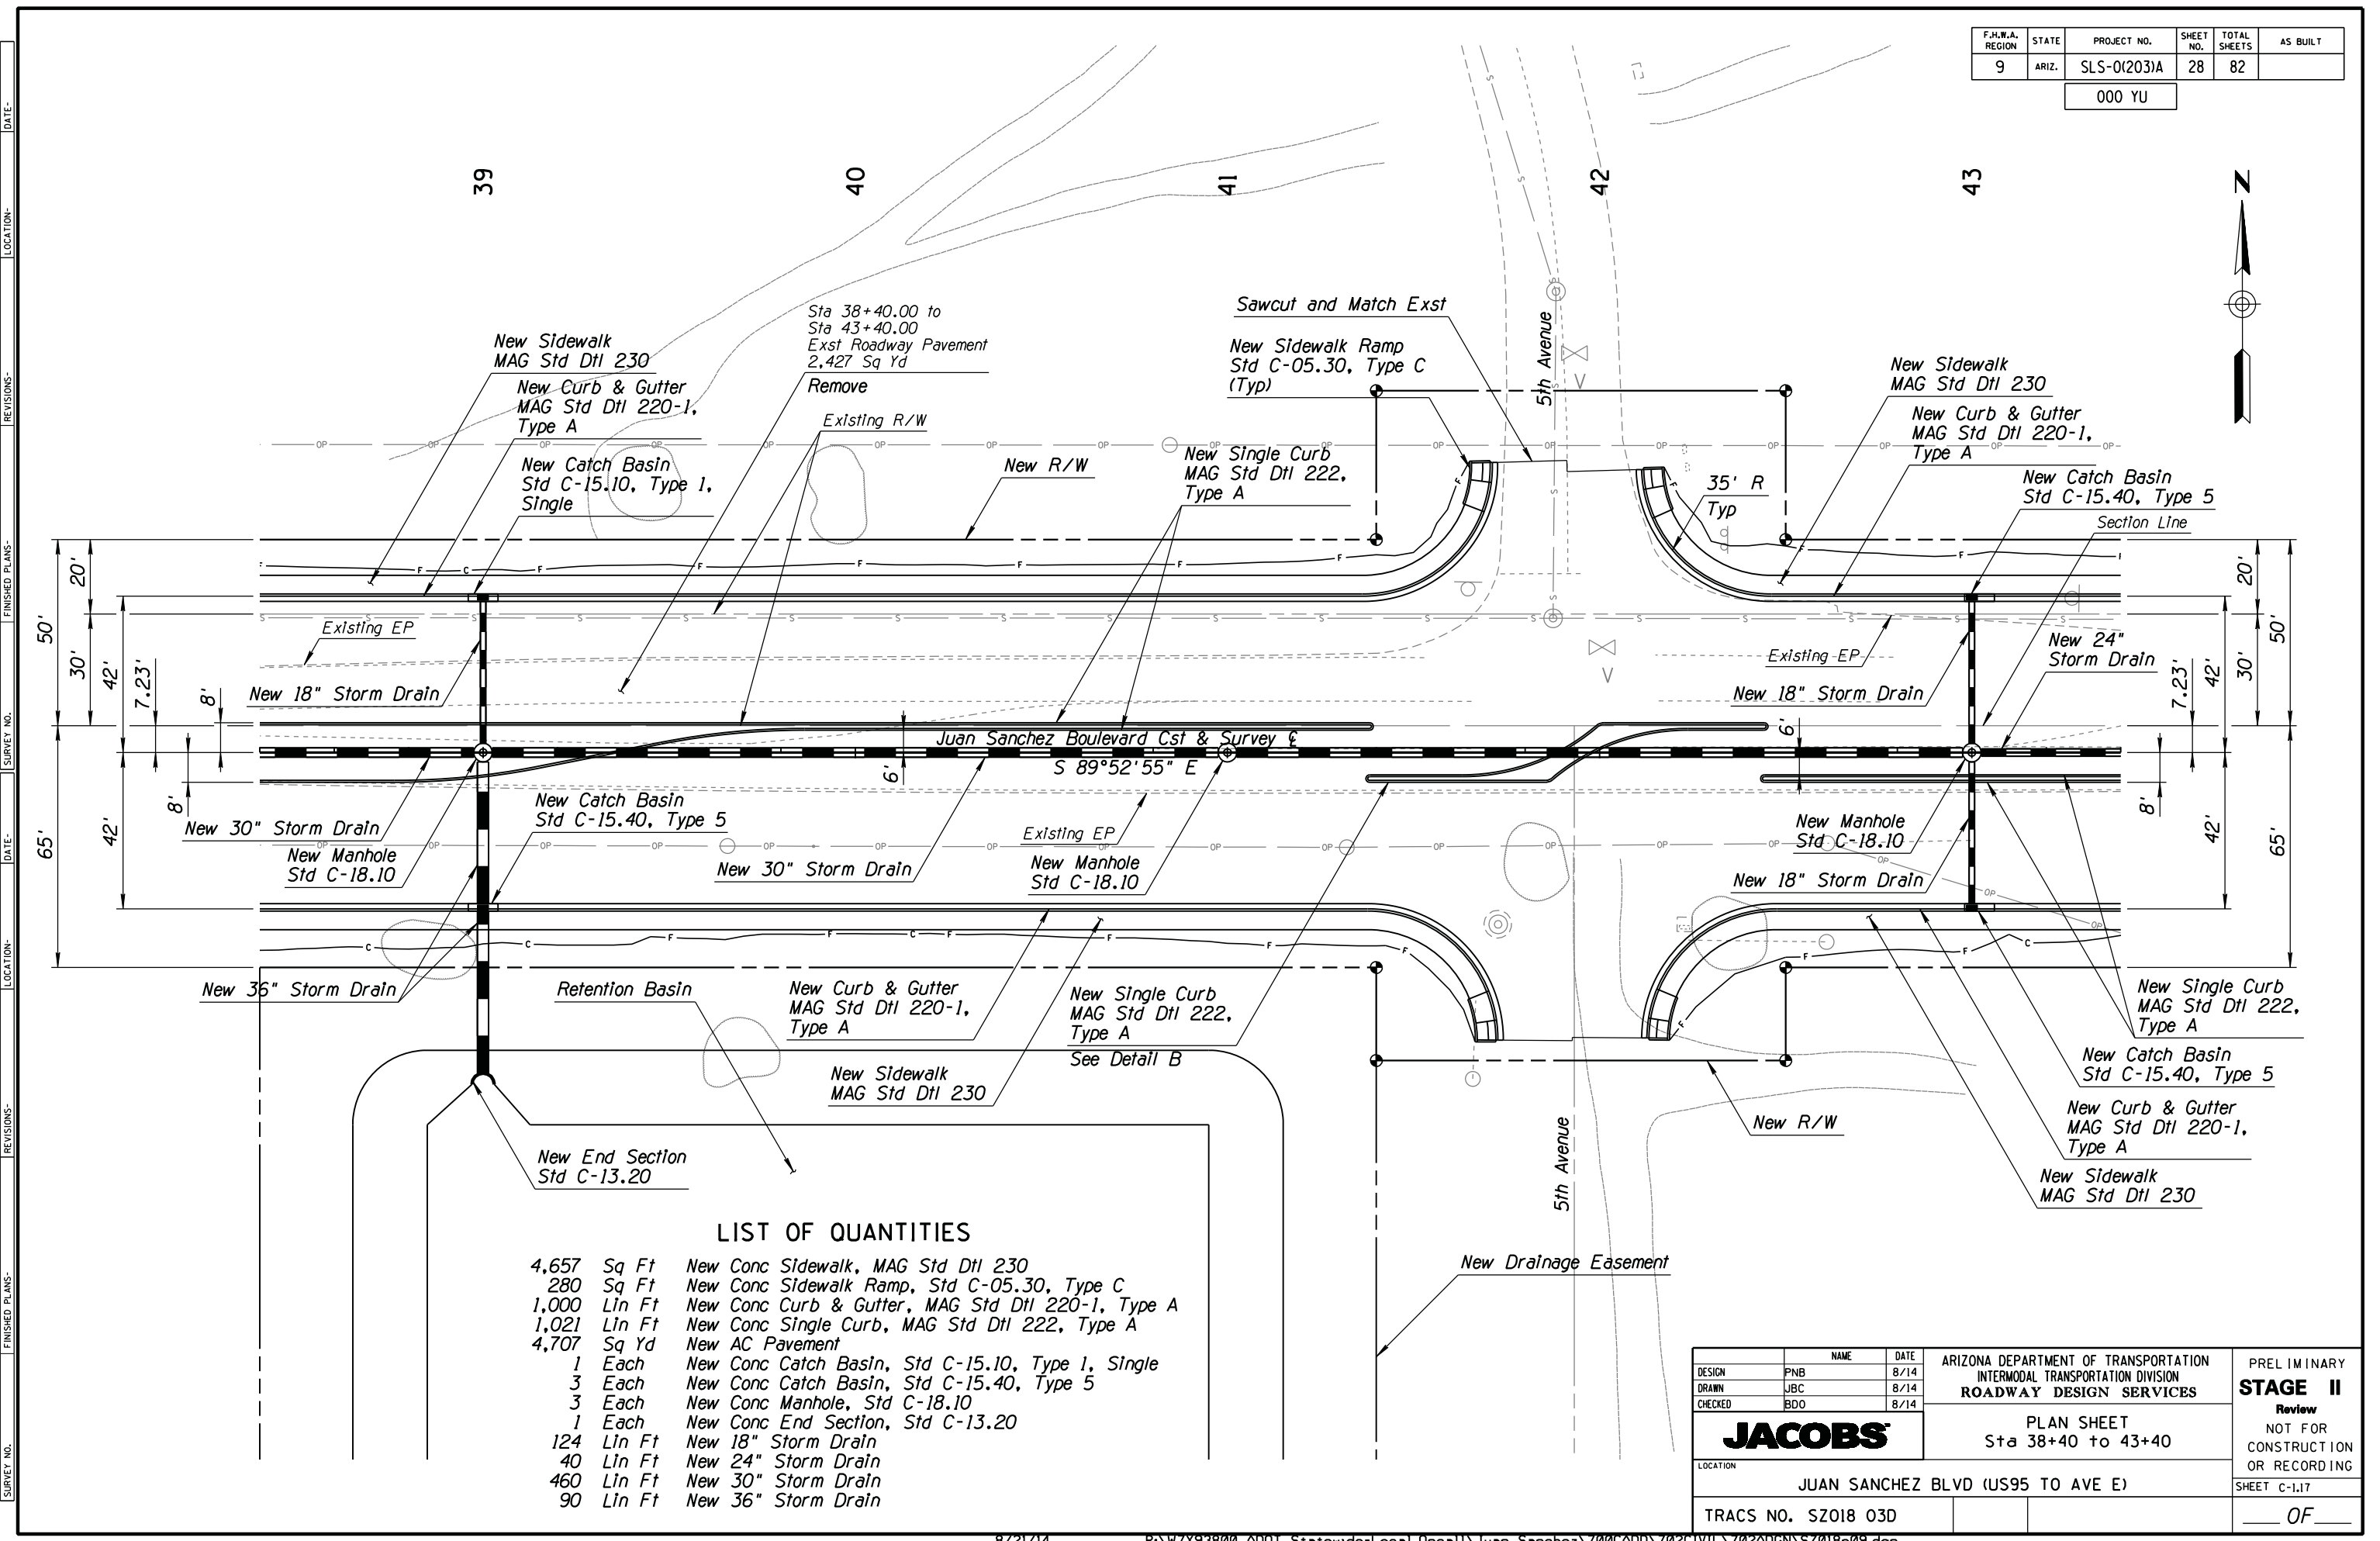 F.H.W.A. REGION
STATE
PROJECT NO.
SHEET NO.
TOTAL SHEETS
AS BUILT
9
ARIZ.
SLS-0(203)A
28
82
000 YU
39
40
41
42
43
N
Sta 38+40.00 to
Sta 43+40.00
Exst Roadway Pavement
2,427 Sq Yd
Remove
Sawcut and Match Exst
New Sidewalk
MAG Std Dtl 230
New Sidewalk Ramp
Std C-05.30, Type C
(Typ)
5th Avenue
New Sidewalk
MAG Std Dtl 230
New Curb & Gutter
MAG Std Dtl 220-1,
Type A
Existing R/W
New Curb & Gutter
MAG Std Dtl 220-1,
Type A
New Catch Basin
Std C-15.10, Type 1,
Single
New R/W
New Single Curb
MAG Std Dtl 222,
Type A
35' R
Typ
New Catch Basin
Std C-15.40, Type 5
Section Line
20'
50'
30'
42'
7.23'
8'
Existing EP
New 18" Storm Drain
Existing EP
New 18" Storm Drain
New 24"
Storm Drain
20'
50'
30'
42'
7.23'
6'
6'
Juan Sanchez Boulevard Cst & Survey ℄
S 89°52'55" E
8'
42'
65'
New 30" Storm Drain
New Manhole
Std C-18.10
New Catch Basin
Std C-15.40, Type 5
New 30" Storm Drain
Existing EP
New Manhole
Std C-18.10
New Manhole
Std C-18.10
New 18" Storm Drain
8'
42'
65'
New 36" Storm Drain
Retention Basin
New Curb & Gutter
MAG Std Dtl 220-1,
Type A
New Single Curb
MAG Std Dtl 222,
Type A
See Detail B
New Sidewalk
MAG Std Dtl 230
New Single Curb
MAG Std Dtl 222,
Type A
New Catch Basin
Std C-15.40, Type 5
New Curb & Gutter
MAG Std Dtl 220-1,
Type A
New R/W
New Sidewalk
MAG Std Dtl 230
New End Section
Std C-13.20
5th Avenue
New Drainage Easement
LIST OF QUANTITIES
4,657 Sq Ft New Conc Sidewalk, MAG Std Dtl 230
280 Sq Ft New Conc Sidewalk Ramp, Std C-05.30, Type C
1,000 Lin Ft New Conc Curb & Gutter, MAG Std Dtl 220-1, Type A
1,021 Lin Ft New Conc Single Curb, MAG Std Dtl 222, Type A
4,707 Sq Yd New AC Pavement
1 Each New Conc Catch Basin, Std C-15.10, Type 1, Single
3 Each New Conc Catch Basin, Std C-15.40, Type 5
3 Each New Conc Manhole, Std C-18.10
1 Each New Conc End Section, Std C-13.20
124 Lin Ft New 18" Storm Drain
40 Lin Ft New 24" Storm Drain
460 Lin Ft New 30" Storm Drain
90 Lin Ft New 36" Storm Drain
NAME DATE
DESIGN PNB 8/14
DRAWN JBC 8/14
CHECKED BDO 8/14
JACOBS
ARIZONA DEPARTMENT OF TRANSPORTATION
INTERMODAL TRANSPORTATION DIVISION
ROADWAY DESIGN SERVICES
PLAN SHEET
Sta 38+40 to 43+40
PRELIMINARY
STAGE II
Review
NOT FOR
CONSTRUCTION
OR RECORDING
LOCATION
JUAN SANCHEZ BLVD (US95 TO AVE E)
SHEET C-1.17
TRACS NO. SZ018 03D
OF
DATE-
LOCATION-
REVISIONS-
FINISHED PLANS-
SURVEY NO.
DATE-
LOCATION-
REVISIONS-
FINISHED PLANS-
SURVEY NO.